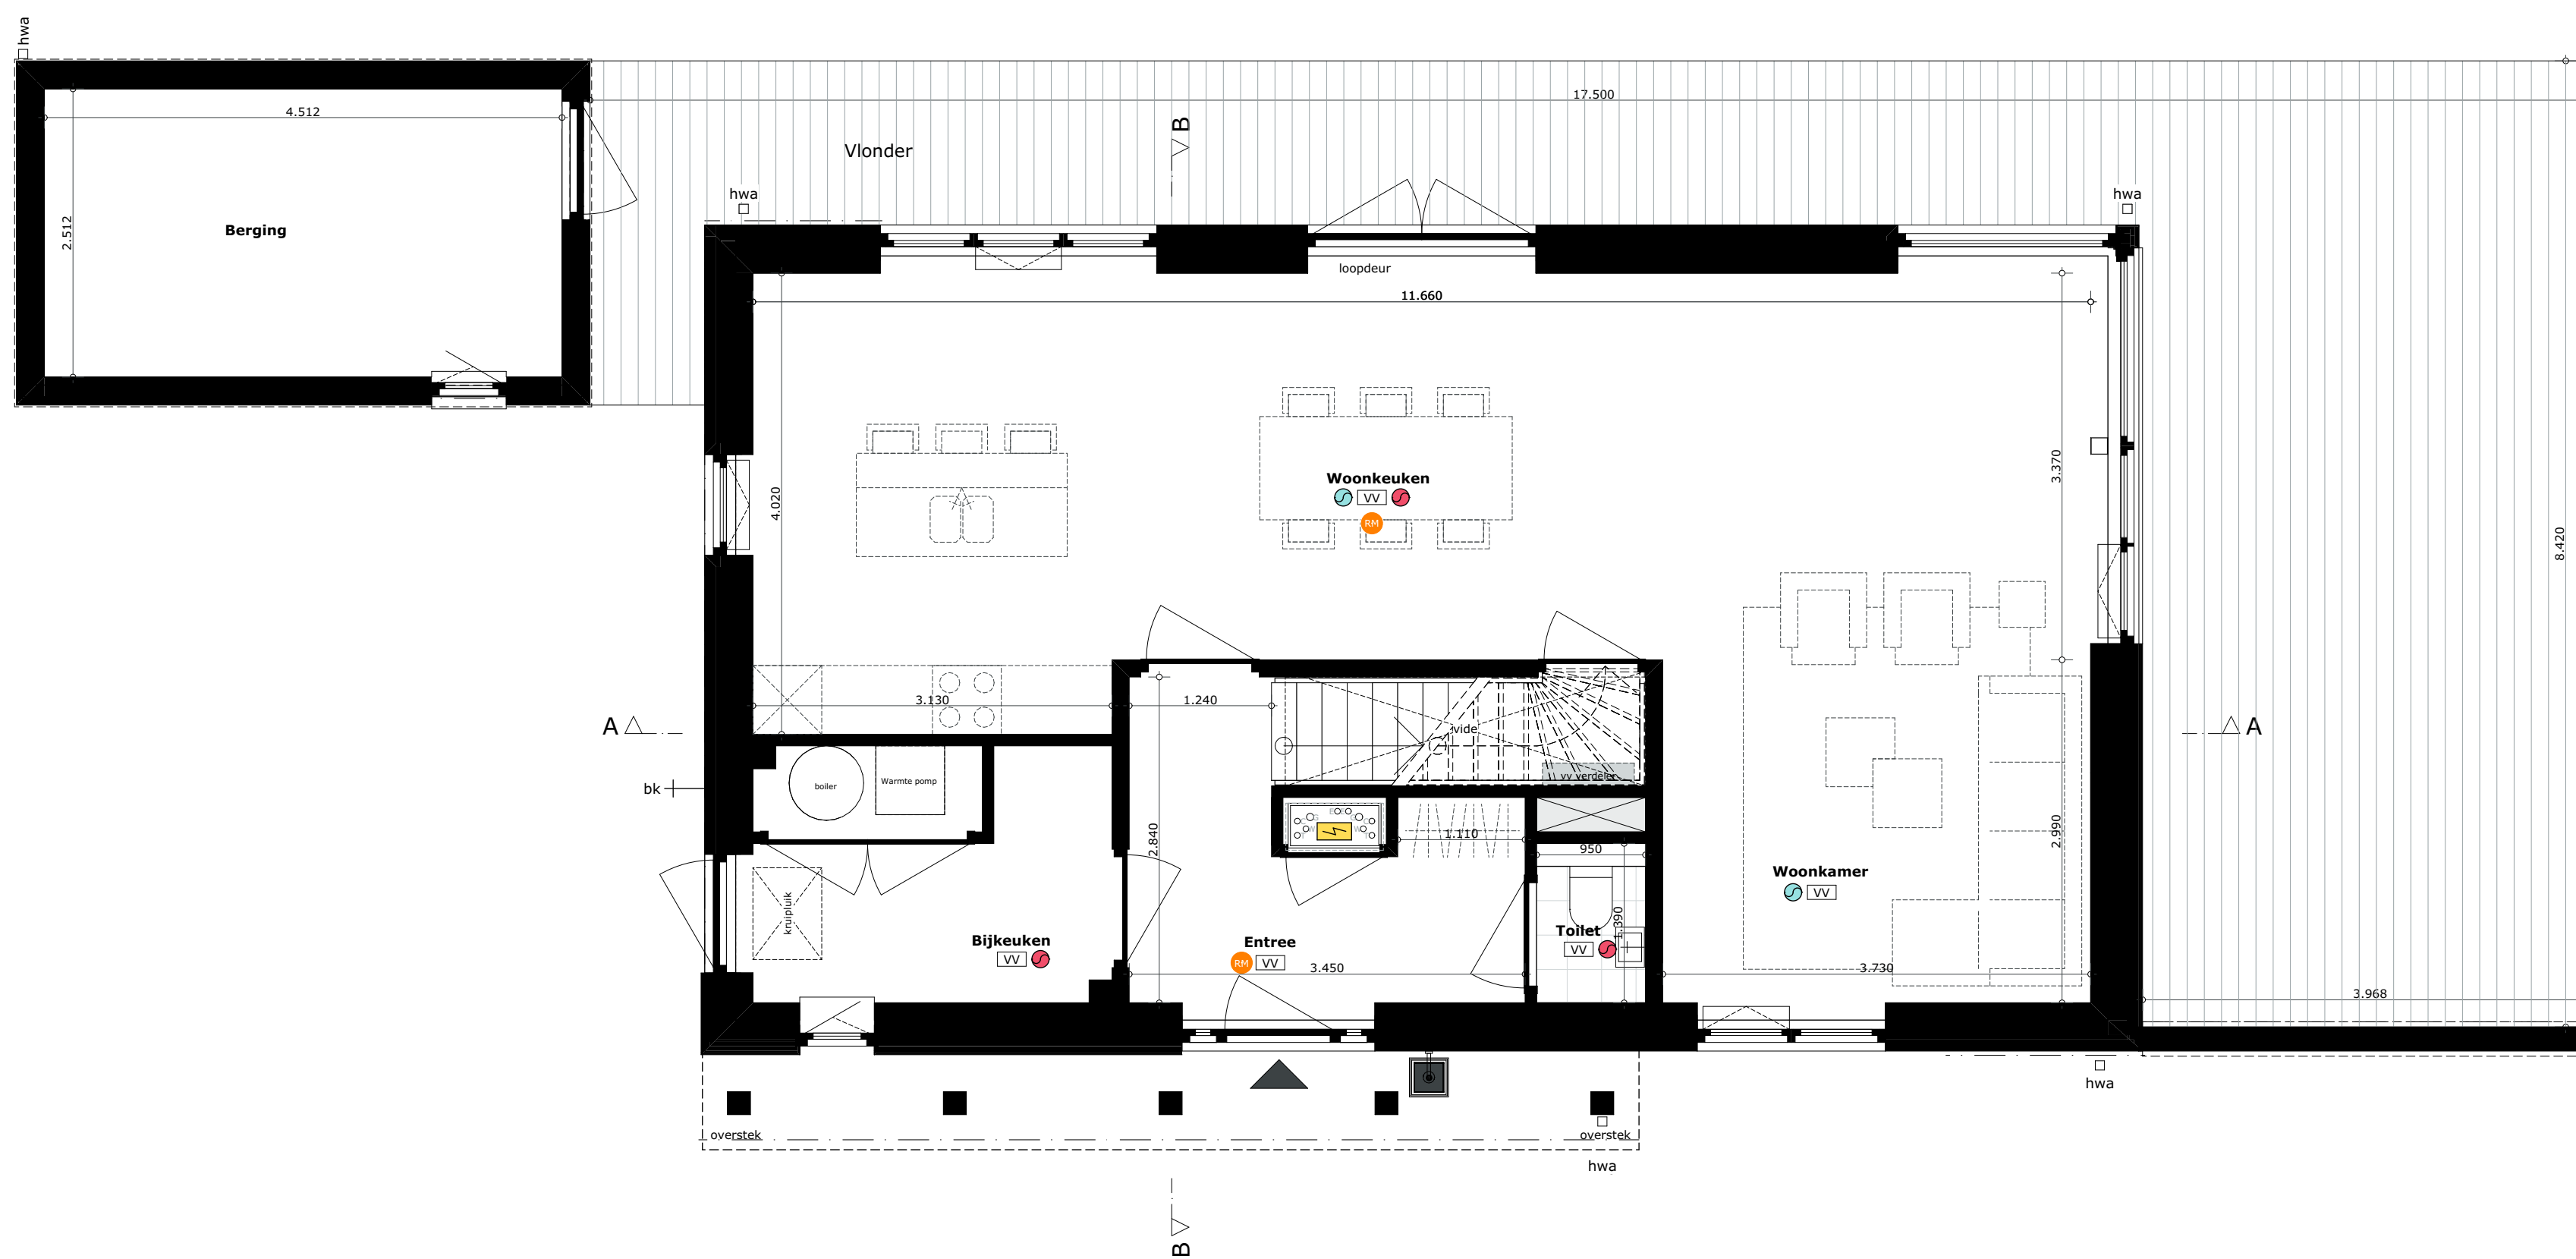 hwa
17.500
4.512
B
Vlonder
hwa
hwa
2.512
Berging
loopdeur
11.660
3.370
4.020
Woonkeuken
VV
RM
8.420
3.130
1.240
A
A
vide
vv verdeler
boiler
Warmte pomp
bk
2.840
1.110
950
2.990
Woonkamer
VV
kruipluik
1.390
Bijkeuken
VV
Entree
RM VV
Toilet
VV
3.450
3.730
3.968
hwa
overstek
overstek
hwa
B